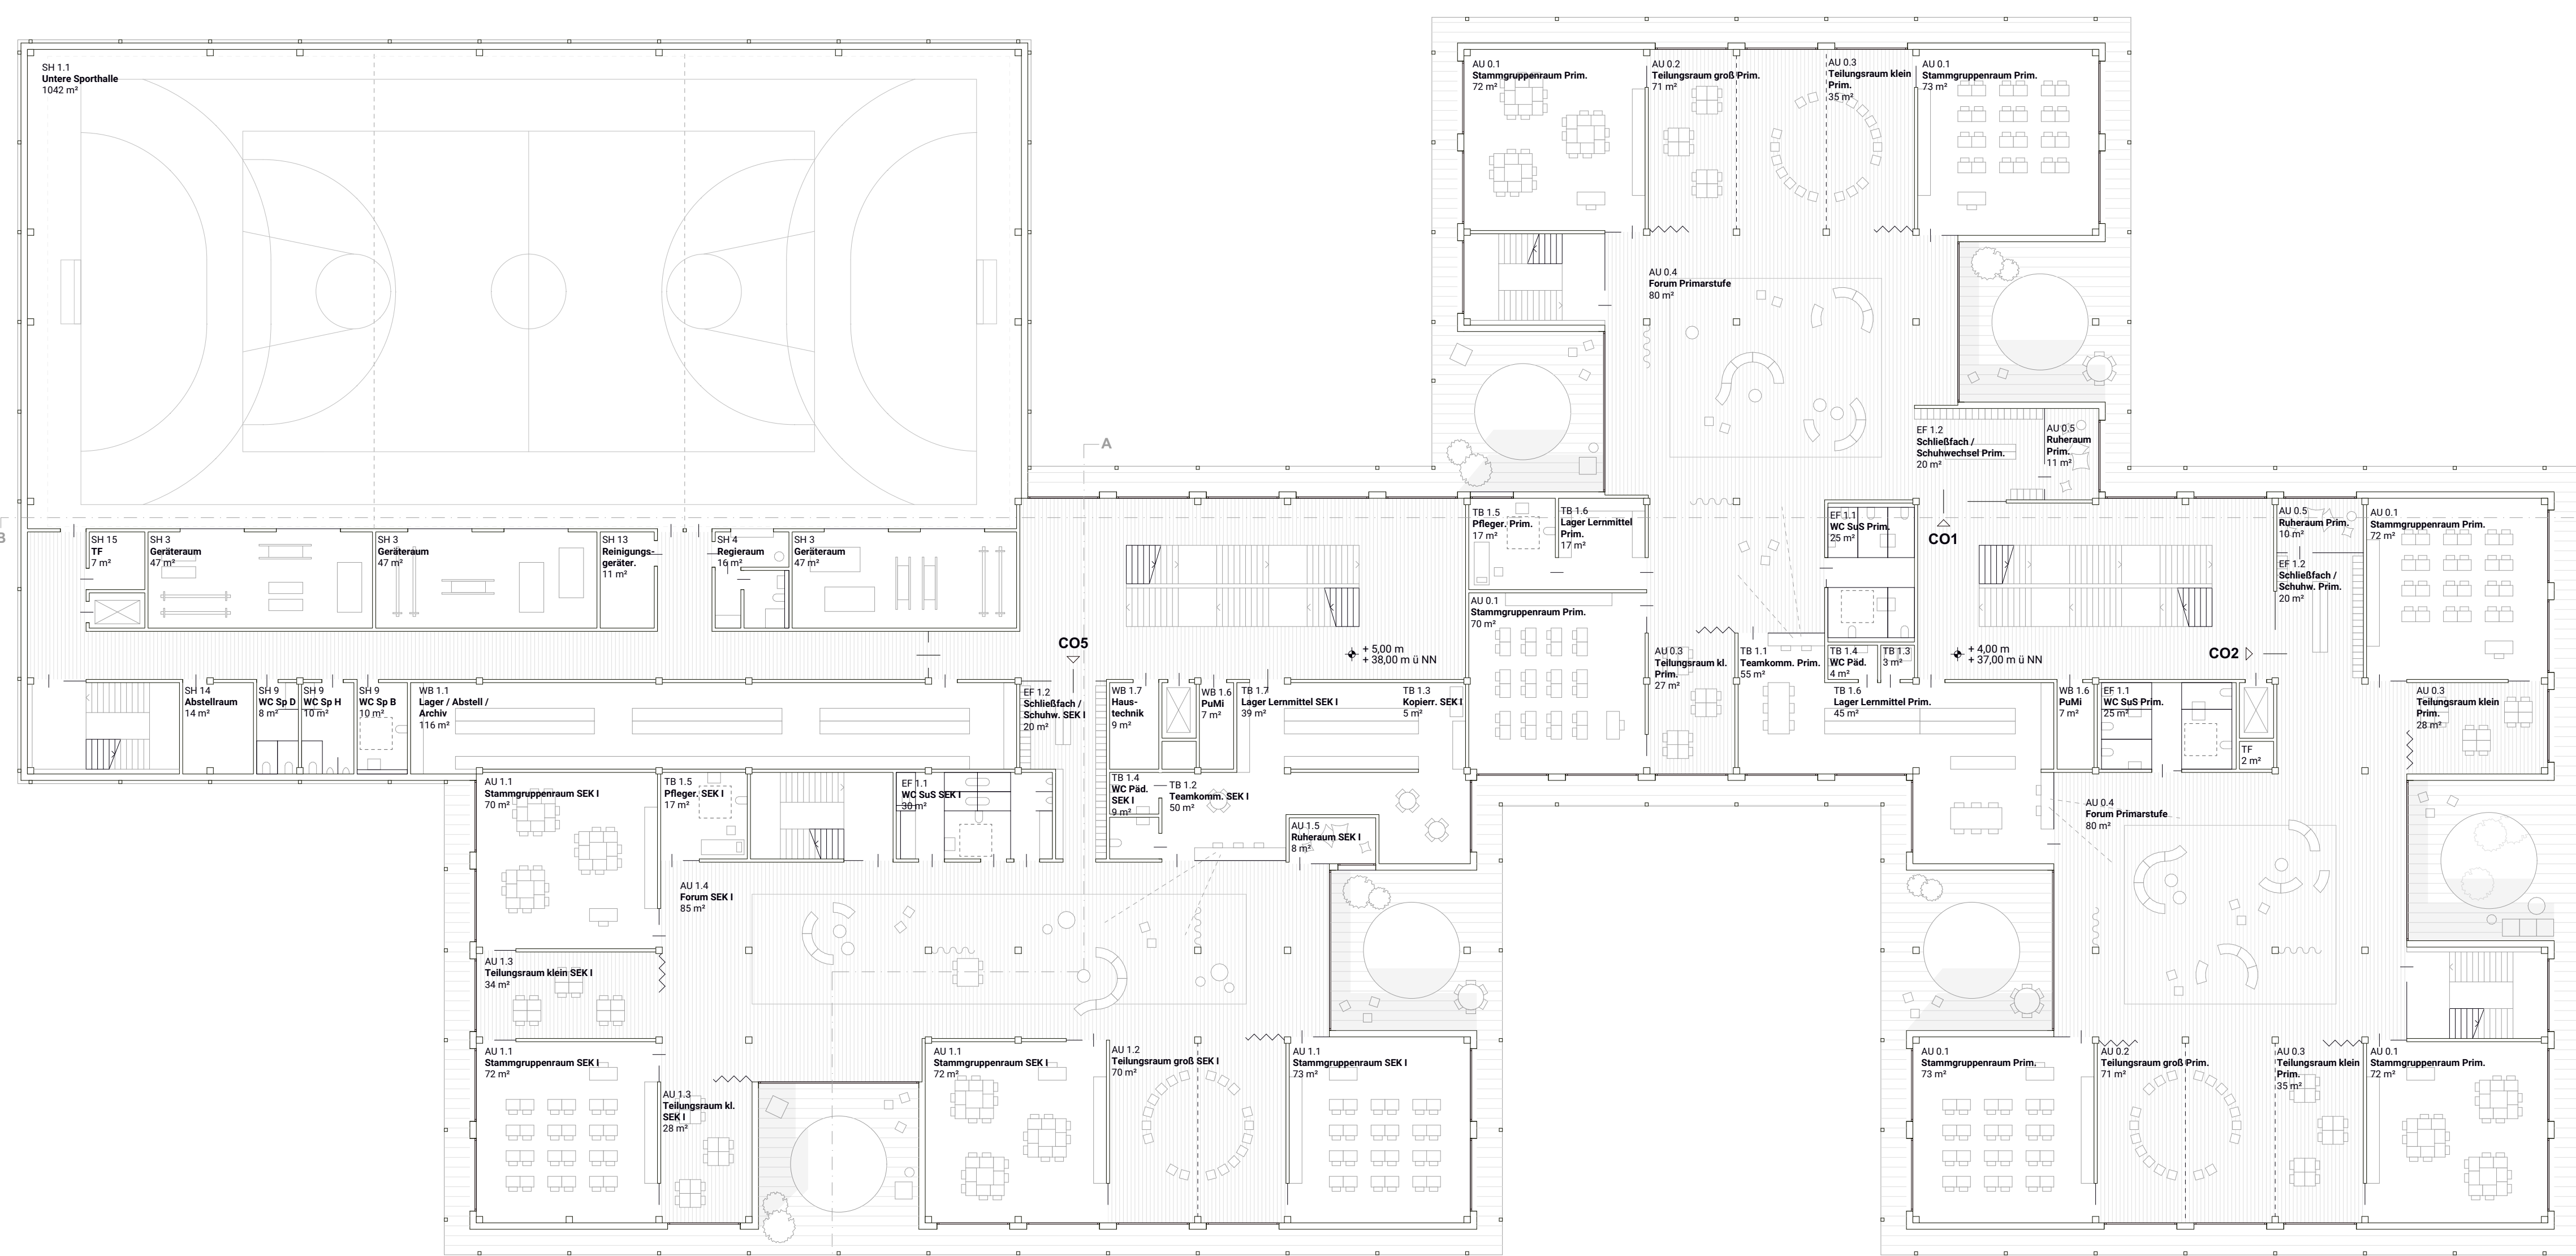 SH 1.1
Untere Sporthalle
1042 m²
AU 0.1
Stammgruppenraum Prim.
72 m²
AU 0.2
Teilungsraum groß Prim.
71 m²
AU 0.3
Teilungsraum klein
Prim.
35 m²
AU 0.1
Stammgruppenraum Prim.
73 m²
AU 0.4
Forum Primarstufe
80 m²
EF 1.2
Schließfach /
Schuhwechsel Prim.
20 m²
AU 0.5
Ruheraum
Prim.
11 m²
A
B
SH 15
TF
7 m²
SH 3
Geräteraum
47 m²
SH 3
Geräteraum
47 m²
SH 13
Reinigungs-
geräter.
11 m²
SH 4
Regieraum
16 m²
SH 3
Geräteraum
47 m²
TB 1.5
Pfleger. Prim.
17 m²
TB 1.6
Lager Lernmittel
Prim.
17 m²
EF 1.1
WC SuS Prim.
25 m²
CO1
AU 0.5
Ruheraum Prim.
10 m²
EF 1.2
Schließfach /
Schuhw. Prim.
20 m²
AU 0.1
Stammgruppenraum Prim.
72 m²
AU 0.1
Stammgruppenraum Prim.
70 m²
CO5
+ 5,00 m
+ 38,00 m ü NN
AU 0.3
Teilungsraum kl.
Prim.
27 m²
TB 1.1
Teamkomm. Prim.
55 m²
TB 1.4
WC Päd.
4 m²
TB 1.3
3 m²
+ 4,00 m
+ 37,00 m ü NN
CO2
SH 14
Abstellraum
14 m²
SH 9
WC Sp D
8 m²
SH 9
WC Sp H
10 m²
SH 9
WC Sp B
10 m²
WB 1.1
Lager / Abstell /
Archiv
116 m²
EF 1.2
Schließfach /
Schuhw. SEK I
20 m²
WB 1.7
Haus-
technik
9 m²
WB 1.6
PuMi
7 m²
TB 1.7
Lager Lernmittel SEK I
39 m²
TB 1.3
Kopierr. SEK I
5 m²
TB 1.6
Lager Lernmittel Prim.
45 m²
WB 1.6
PuMi
7 m²
EF 1.1
WC SuS Prim.
25 m²
TF
2 m²
AU 0.3
Teilungsraum klein
Prim.
28 m²
AU 1.1
Stammgruppenraum SEK I
70 m²
TB 1.5
Pfleger. SEK I
17 m²
EF 1.1
WC SuS SEK I
30 m²
TB 1.4
WC Päd.
SEK I
9 m²
TB 1.2
Teamkomm. SEK I
50 m²
AU 1.5
Ruheraum SEK I
8 m²
AU 0.4
Forum Primarstufe
80 m²
AU 1.4
Forum SEK I
85 m²
AU 1.3
Teilungsraum klein SEK I
34 m²
AU 1.1
Stammgruppenraum SEK I
72 m²
AU 1.3
Teilungsraum kl.
SEK I
28 m²
AU 1.1
Stammgruppenraum SEK I
72 m²
AU 1.2
Teilungsraum groß SEK I
70 m²
AU 1.1
Stammgruppenraum SEK I
73 m²
AU 0.1
Stammgruppenraum Prim.
73 m²
AU 0.2
Teilungsraum groß Prim.
71 m²
AU 0.3
Teilungsraum klein
Prim.
35 m²
AU 0.1
Stammgruppenraum Prim.
72 m²